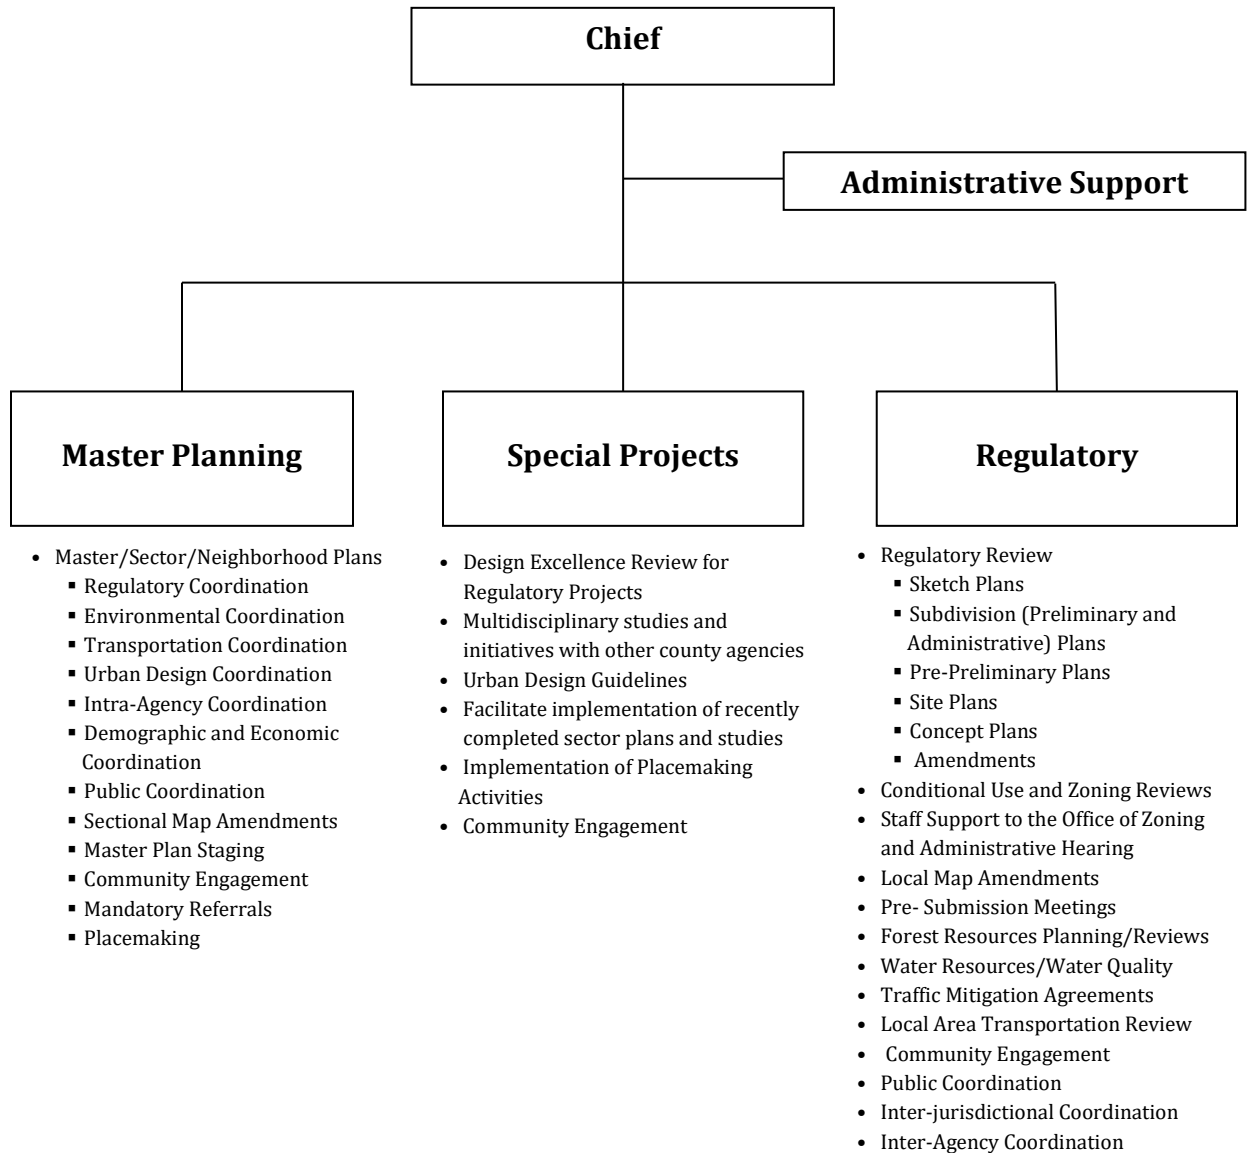 Chief
Administrative Support
Master Planning
• Master/Sector/Neighborhood Plans
▪ Regulatory Coordination
▪ Environmental Coordination
▪ Transportation Coordination
▪ Urban Design Coordination
▪ Intra-Agency Coordination
▪ Demographic and Economic
Coordination
▪ Public Coordination
▪ Sectional Map Amendments
▪ Master Plan Staging
▪ Community Engagement
▪ Mandatory Referrals
▪ Placemaking
Special Projects
• Design Excellence Review for
Regulatory Projects
• Multidisciplinary studies and
initiatives with other county agencies
• Urban Design Guidelines
• Facilitate implementation of recently
completed sector plans and studies
• Implementation of Placemaking
Activities
• Community Engagement
Regulatory
• Regulatory Review
▪ Sketch Plans
▪ Subdivision (Preliminary and
Administrative) Plans
▪ Pre-Preliminary Plans
▪ Site Plans
▪ Concept Plans
▪ Amendments
• Conditional Use and Zoning Reviews
• Staff Support to the Office of Zoning
and Administrative Hearing
• Local Map Amendments
• Pre- Submission Meetings
• Forest Resources Planning/Reviews
• Water Resources/Water Quality
• Traffic Mitigation Agreements
• Local Area Transportation Review
• Community Engagement
• Public Coordination
• Inter-jurisdictional Coordination
• Inter-Agency Coordination